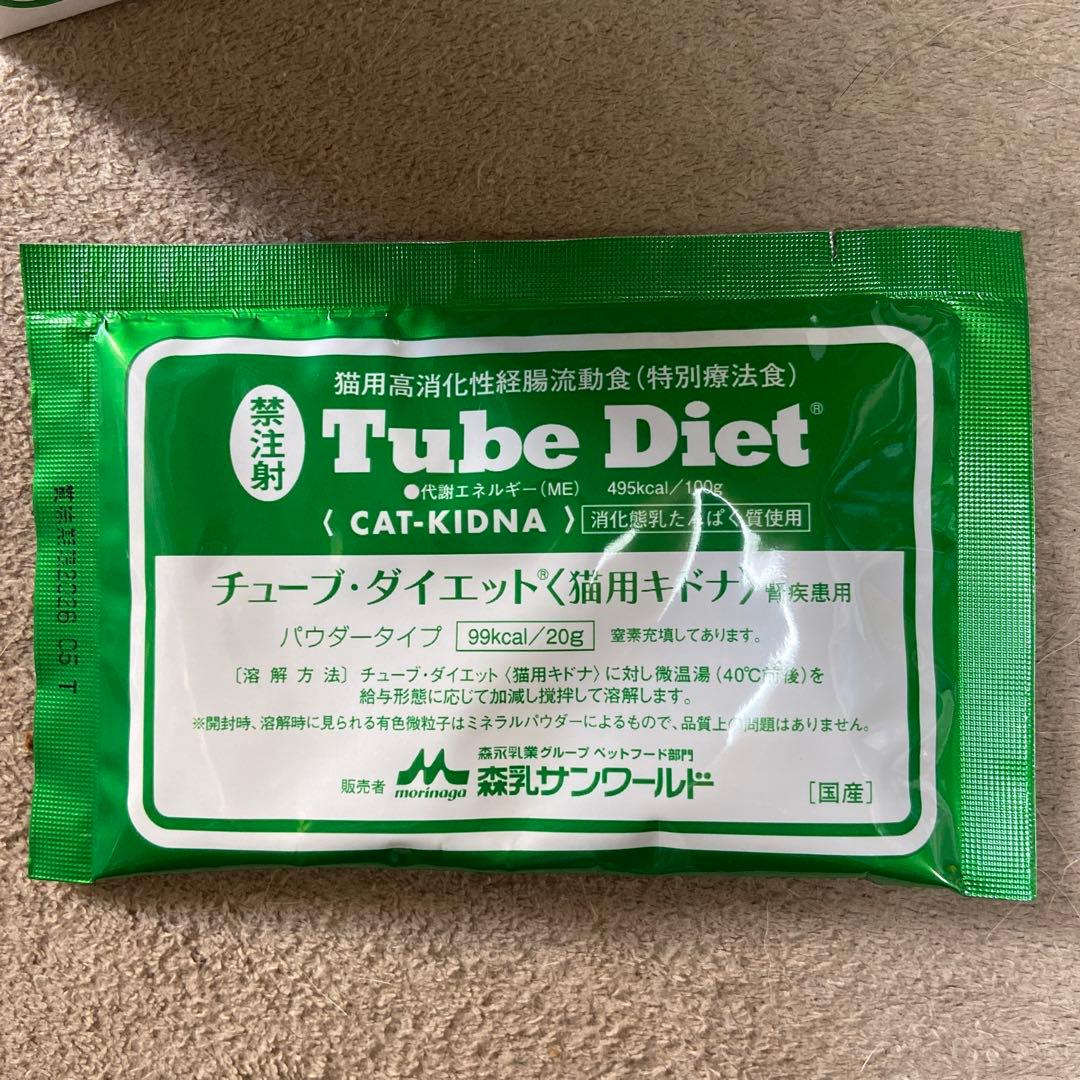 猫用高消化性経腸流動食（特別療法食）
禁注射
Tube Diet®
●代謝エネルギー（ME） 495kcal／100g
〈 CAT-KIDNA 〉 消化態乳たんぱく質使用
チューブ・ダイエット®〈猫用キドナ〉腎疾患用
パウダータイプ 99kcal／20g 窒素充填してあります。
〔溶解方法〕チューブ・ダイエット〈猫用キドナ〉に対し微温湯（40℃前後）を
給与形態に応じて加減し撹拌して溶解します。
※開封時、溶解時に見られる有色微粒子はミネラルパウダーによるもので、品質上の問題はありません。
森永乳業グループ ペットフード部門
販売者 morinaga 森乳サンワールド
［国産］